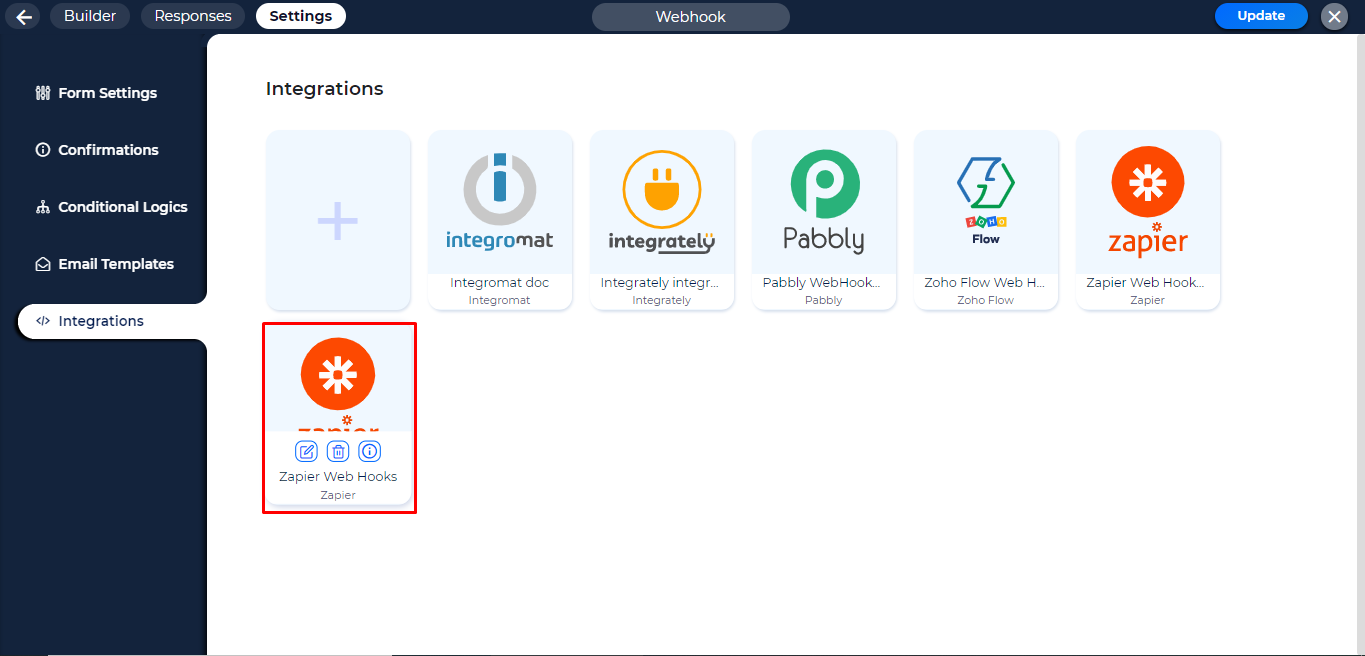 Builder
Responses
Settings
Webhook
Update
Form Settings
Confirmations
Conditional Logics
Email Templates
Integrations
Integrations
integromat
Integromat doc
Integromat
integrately
Integrately integr...
Integrately
Pabbly
Pabbly WebHook...
Pabbly
ZOHO
Flow
Zoho Flow Web H...
Zoho Flow
zapier
Zapier Web Hook...
Zapier
zapier
Zapier Web Hooks
Zapier